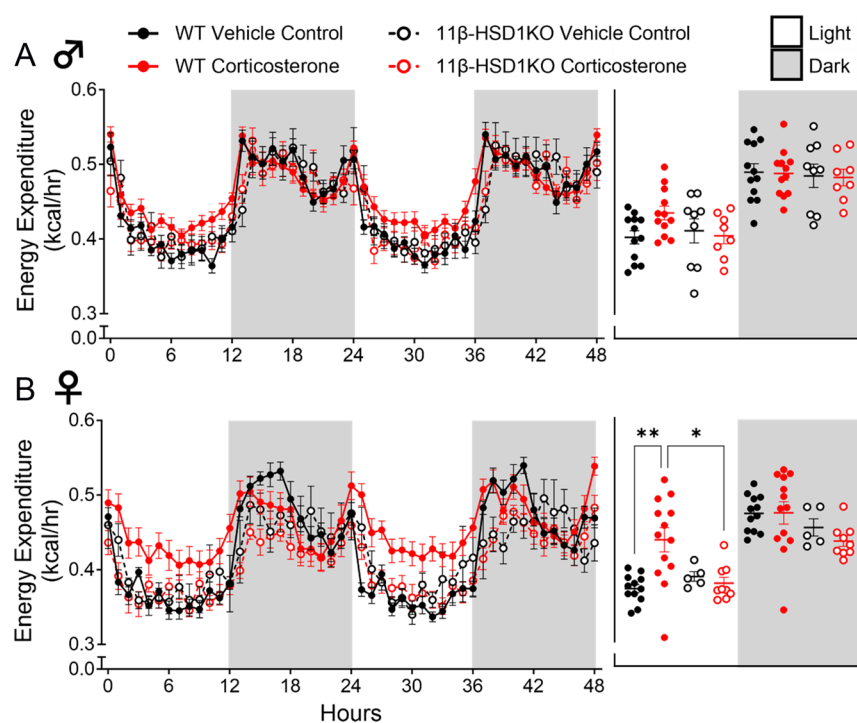 WT Vehicle Control
11β-HSD1KO Vehicle Control
Light
WT Corticosterone
11β-HSD1KO Corticosterone
Dark
A ♂
Energy Expenditure
(kcal/hr)
0.6
0.5
0.4
0.3
0.0
0 6 12 18 24 30 36 42 48
B ♀
Energy Expenditure
(kcal/hr)
0.6
0.5
0.4
0.3
0.0
** *
0 6 12 18 24 30 36 42 48
Hours